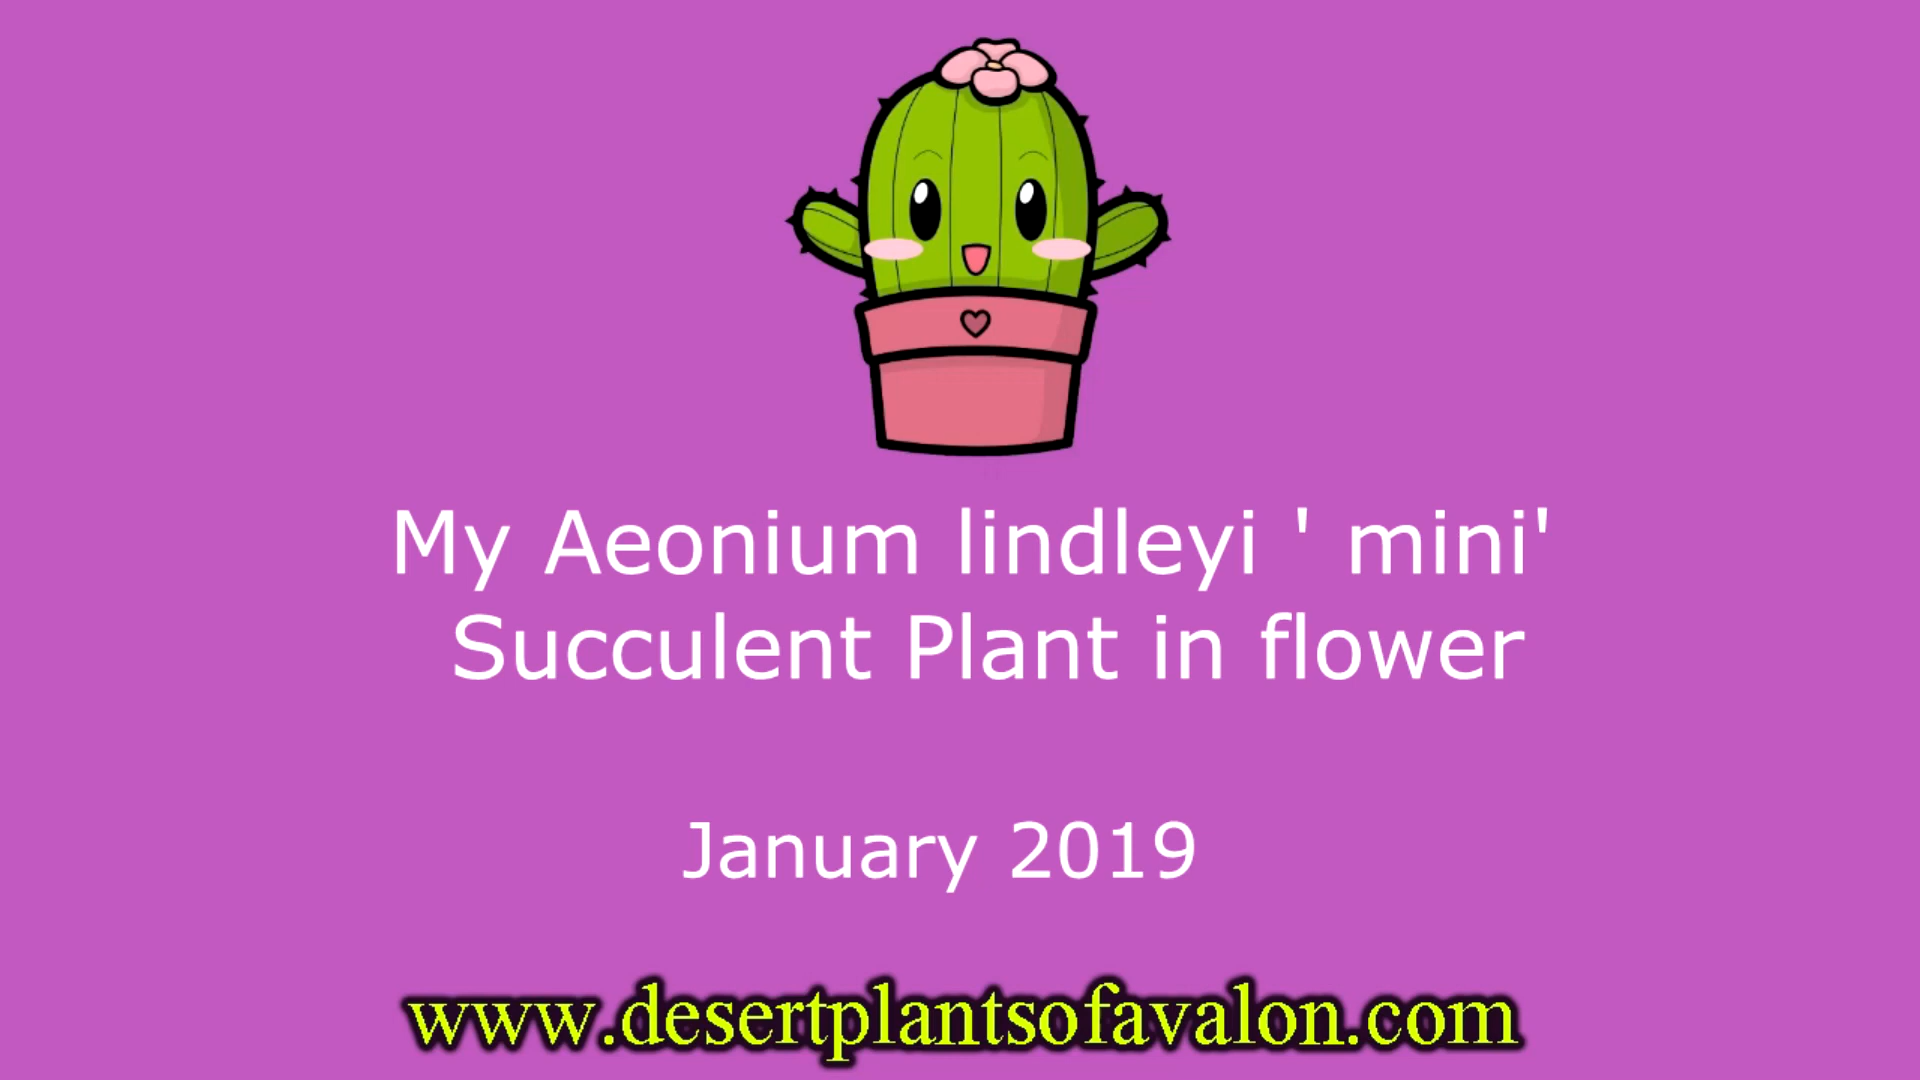 My Aeonium lindleyi ' mini'
Succulent Plant in flower
January 2019
www.desertplantsofavalon.com